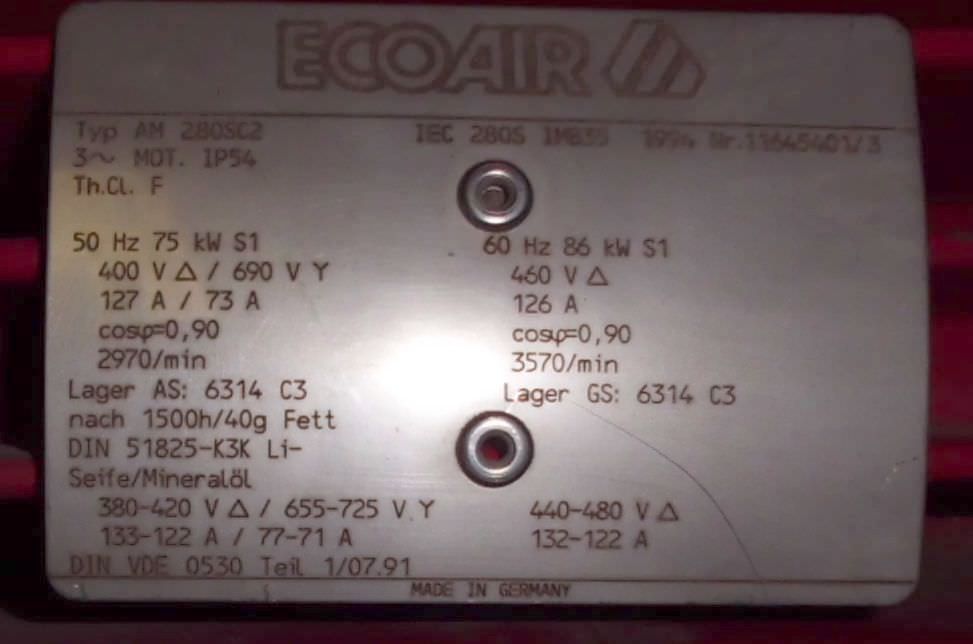 ECOAIR
Typ AM 280SC2 IEC 280S IMB35 1994 Nr.11645401/3
3~ MOT. IP54
Th.Cl. F
50 Hz 75 kW S1 60 Hz 86 kW S1
400 V Δ / 690 V Y 460 V Δ
127 A / 73 A 126 A
cosφ=0,90 cosφ=0,90
2970/min 3570/min
Lager AS: 6314 C3 Lager GS: 6314 C3
nach 1500h/40g Fett
DIN 51825-K3K Li-
Seife/Mineralöl
380-420 V Δ / 655-725 V Y 440-480 V Δ
133-122 A / 77-71 A 132-122 A
DIN VDE 0530 Teil 1/07.91
MADE IN GERMANY